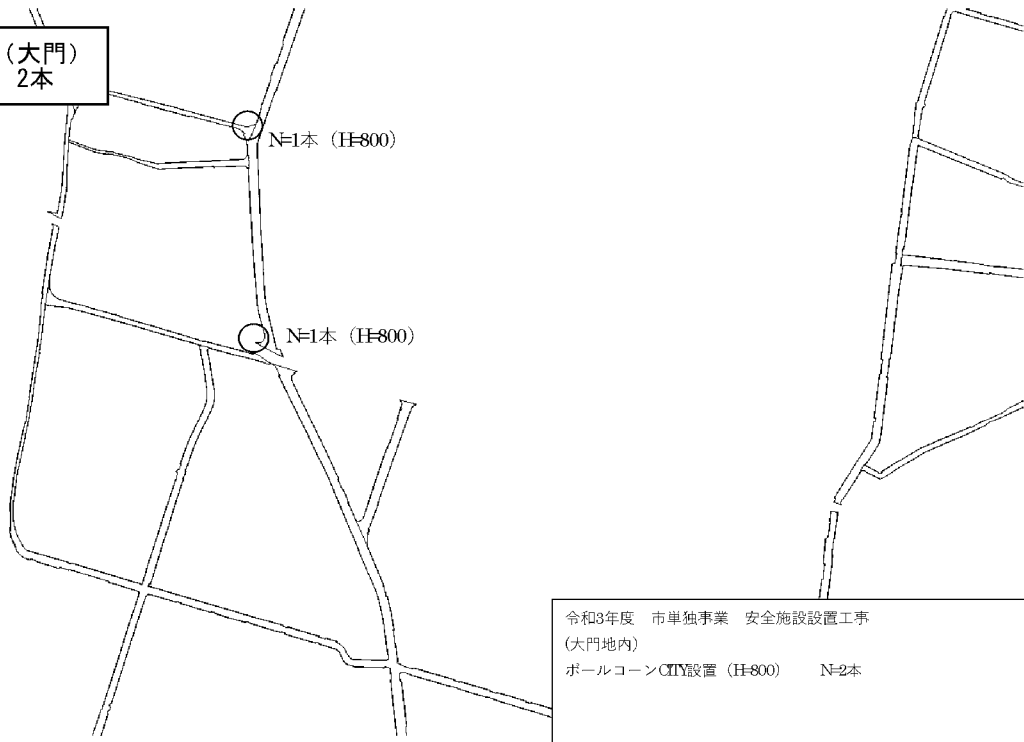 (大門)
2本
N=1本（H=800）
N=1本（H=800）
令和3年度　市単独事業　安全施設設置工事
(大門地内)
ポールコーンCITY設置（H=800）　N=2本